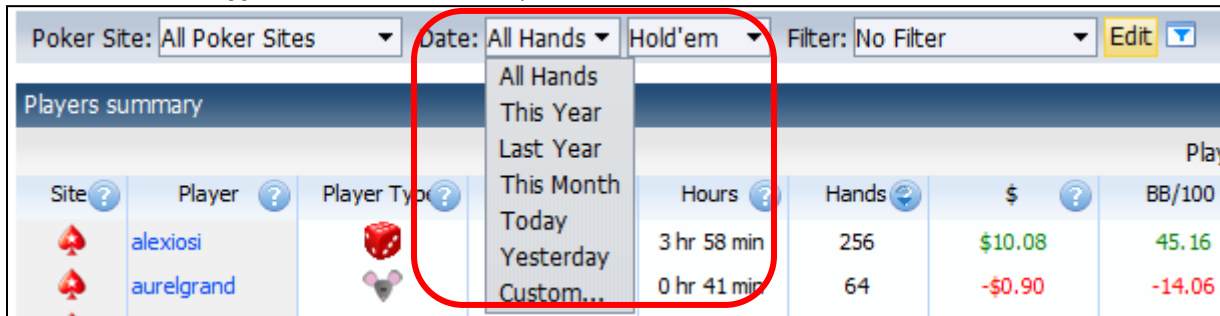 Poker Site: All Poker Sites Date: All Hands Hold'em Filter: No Filter Edit
All Hands
Players summary
This Year
Last Year
Site ? Player ? Player Type ? This Month Hours ? Hands $ ? BB/100
Today
alexiosi 3 hr 58 min 256 $10.08 45.16
Yesterday
aurelgrand 0 hr 41 min 64 -$0.90 -14.06
Custom...